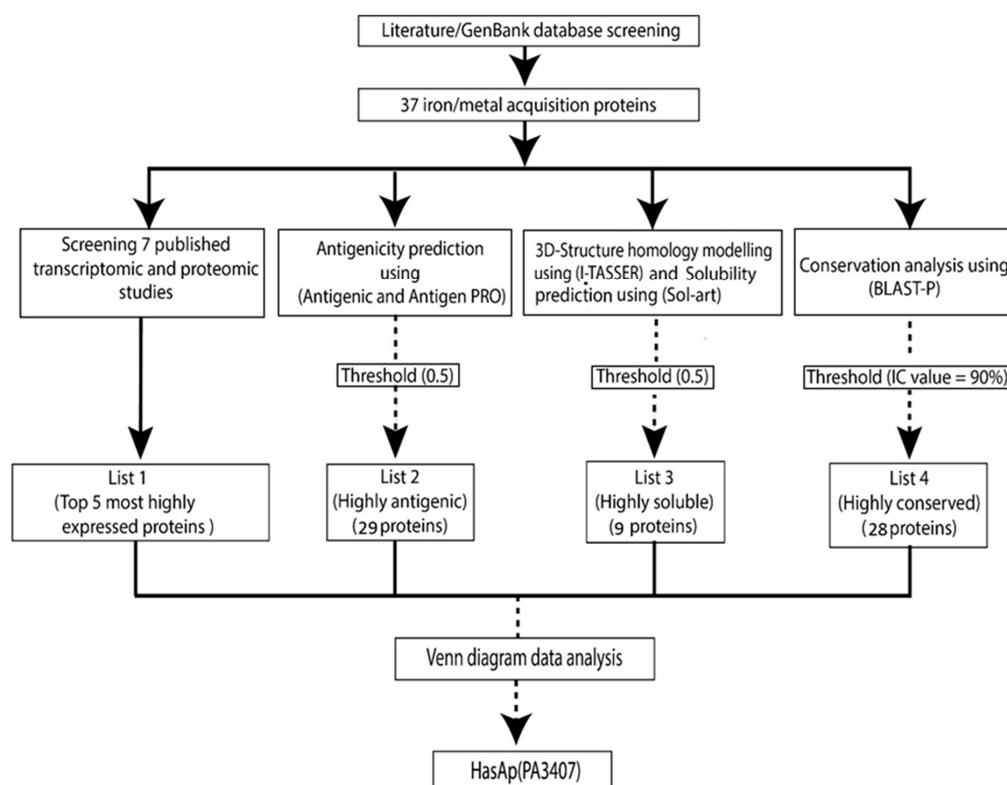 Literature/GenBank database screening
37 iron/metal acquisition proteins
Screening 7 published
transcriptomic and proteomic
studies
Antigenicity prediction
using
(Antigenic and Antigen PRO)
3D-Structure homology modelling
using (I-TASSER) and Solubility
prediction using (Sol-art)
Conservation analysis using
(BLAST-P)
Threshold (0.5)
Threshold (0.5)
Threshold (IC value = 90%)
List 1
(Top 5 most highly
expressed proteins )
List 2
(Highly antigenic)
(29 proteins)
List 3
(Highly soluble)
(9 proteins)
List 4
(Highly conserved)
(28 proteins)
Venn diagram data analysis
HasAp(PA3407)